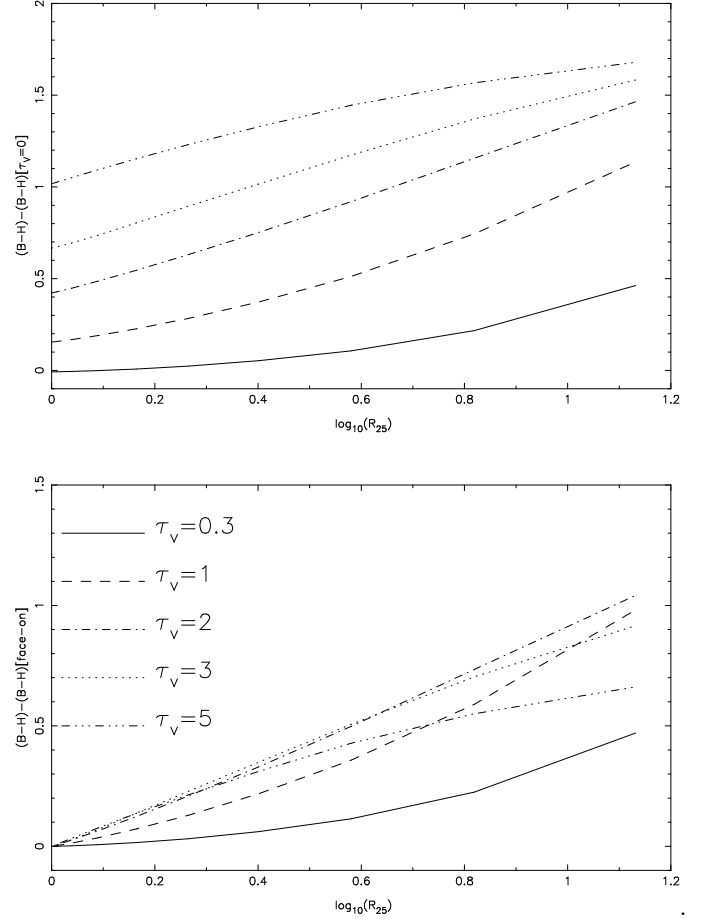 2
1.5
1
0.5
0
(B−H)−(B−H)[τV=0]
0 0.2 0.4 0.6 0.8 1 1.2
log10(R25)
1.5
1
0.5
0
(B−H)−(B−H)[face−on]
τV=0.3
τV=1
τV=2
τV=3
τV=5
0 0.2 0.4 0.6 0.8 1 1.2
log10(R25)
.